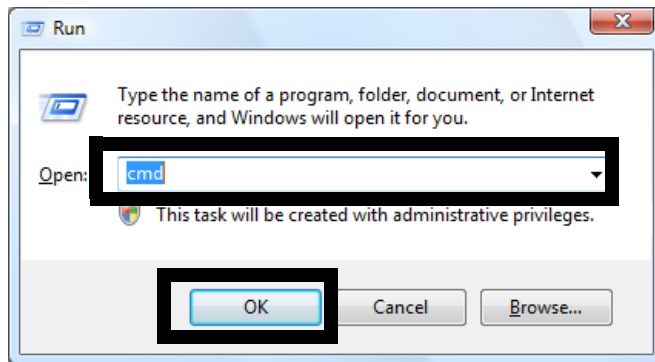 Run
Type the name of a program, folder, document, or Internet
resource, and Windows will open it for you.
Open: cmd
This task will be created with administrative privileges.
OK Cancel Browse...